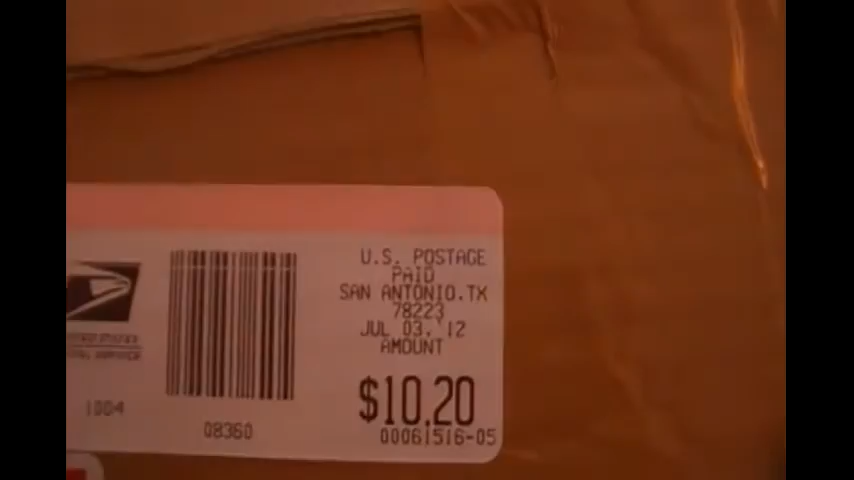 U.S. POSTAGE
PAID
SAN ANTONIO.TX
78223
JUL 03.'12
AMOUNT
$10.20
00061516-05
1004
08360